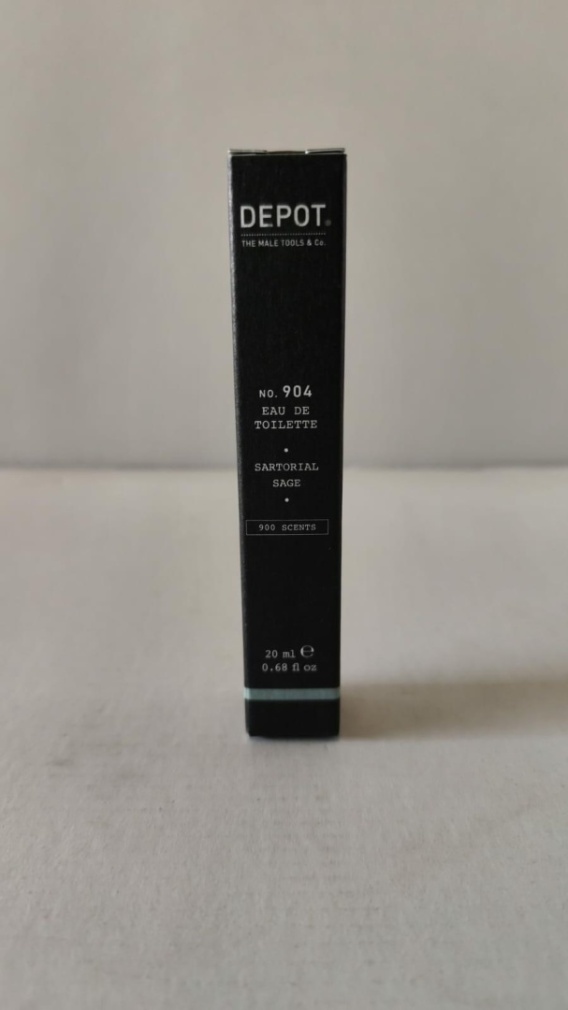 DEPOT®
THE MALE TOOLS & Co.
NO. 904
EAU DE
TOILETTE
•
SARTORIAL
SAGE
•
900 SCENTS
20 ml ℮
0.68 fl oz